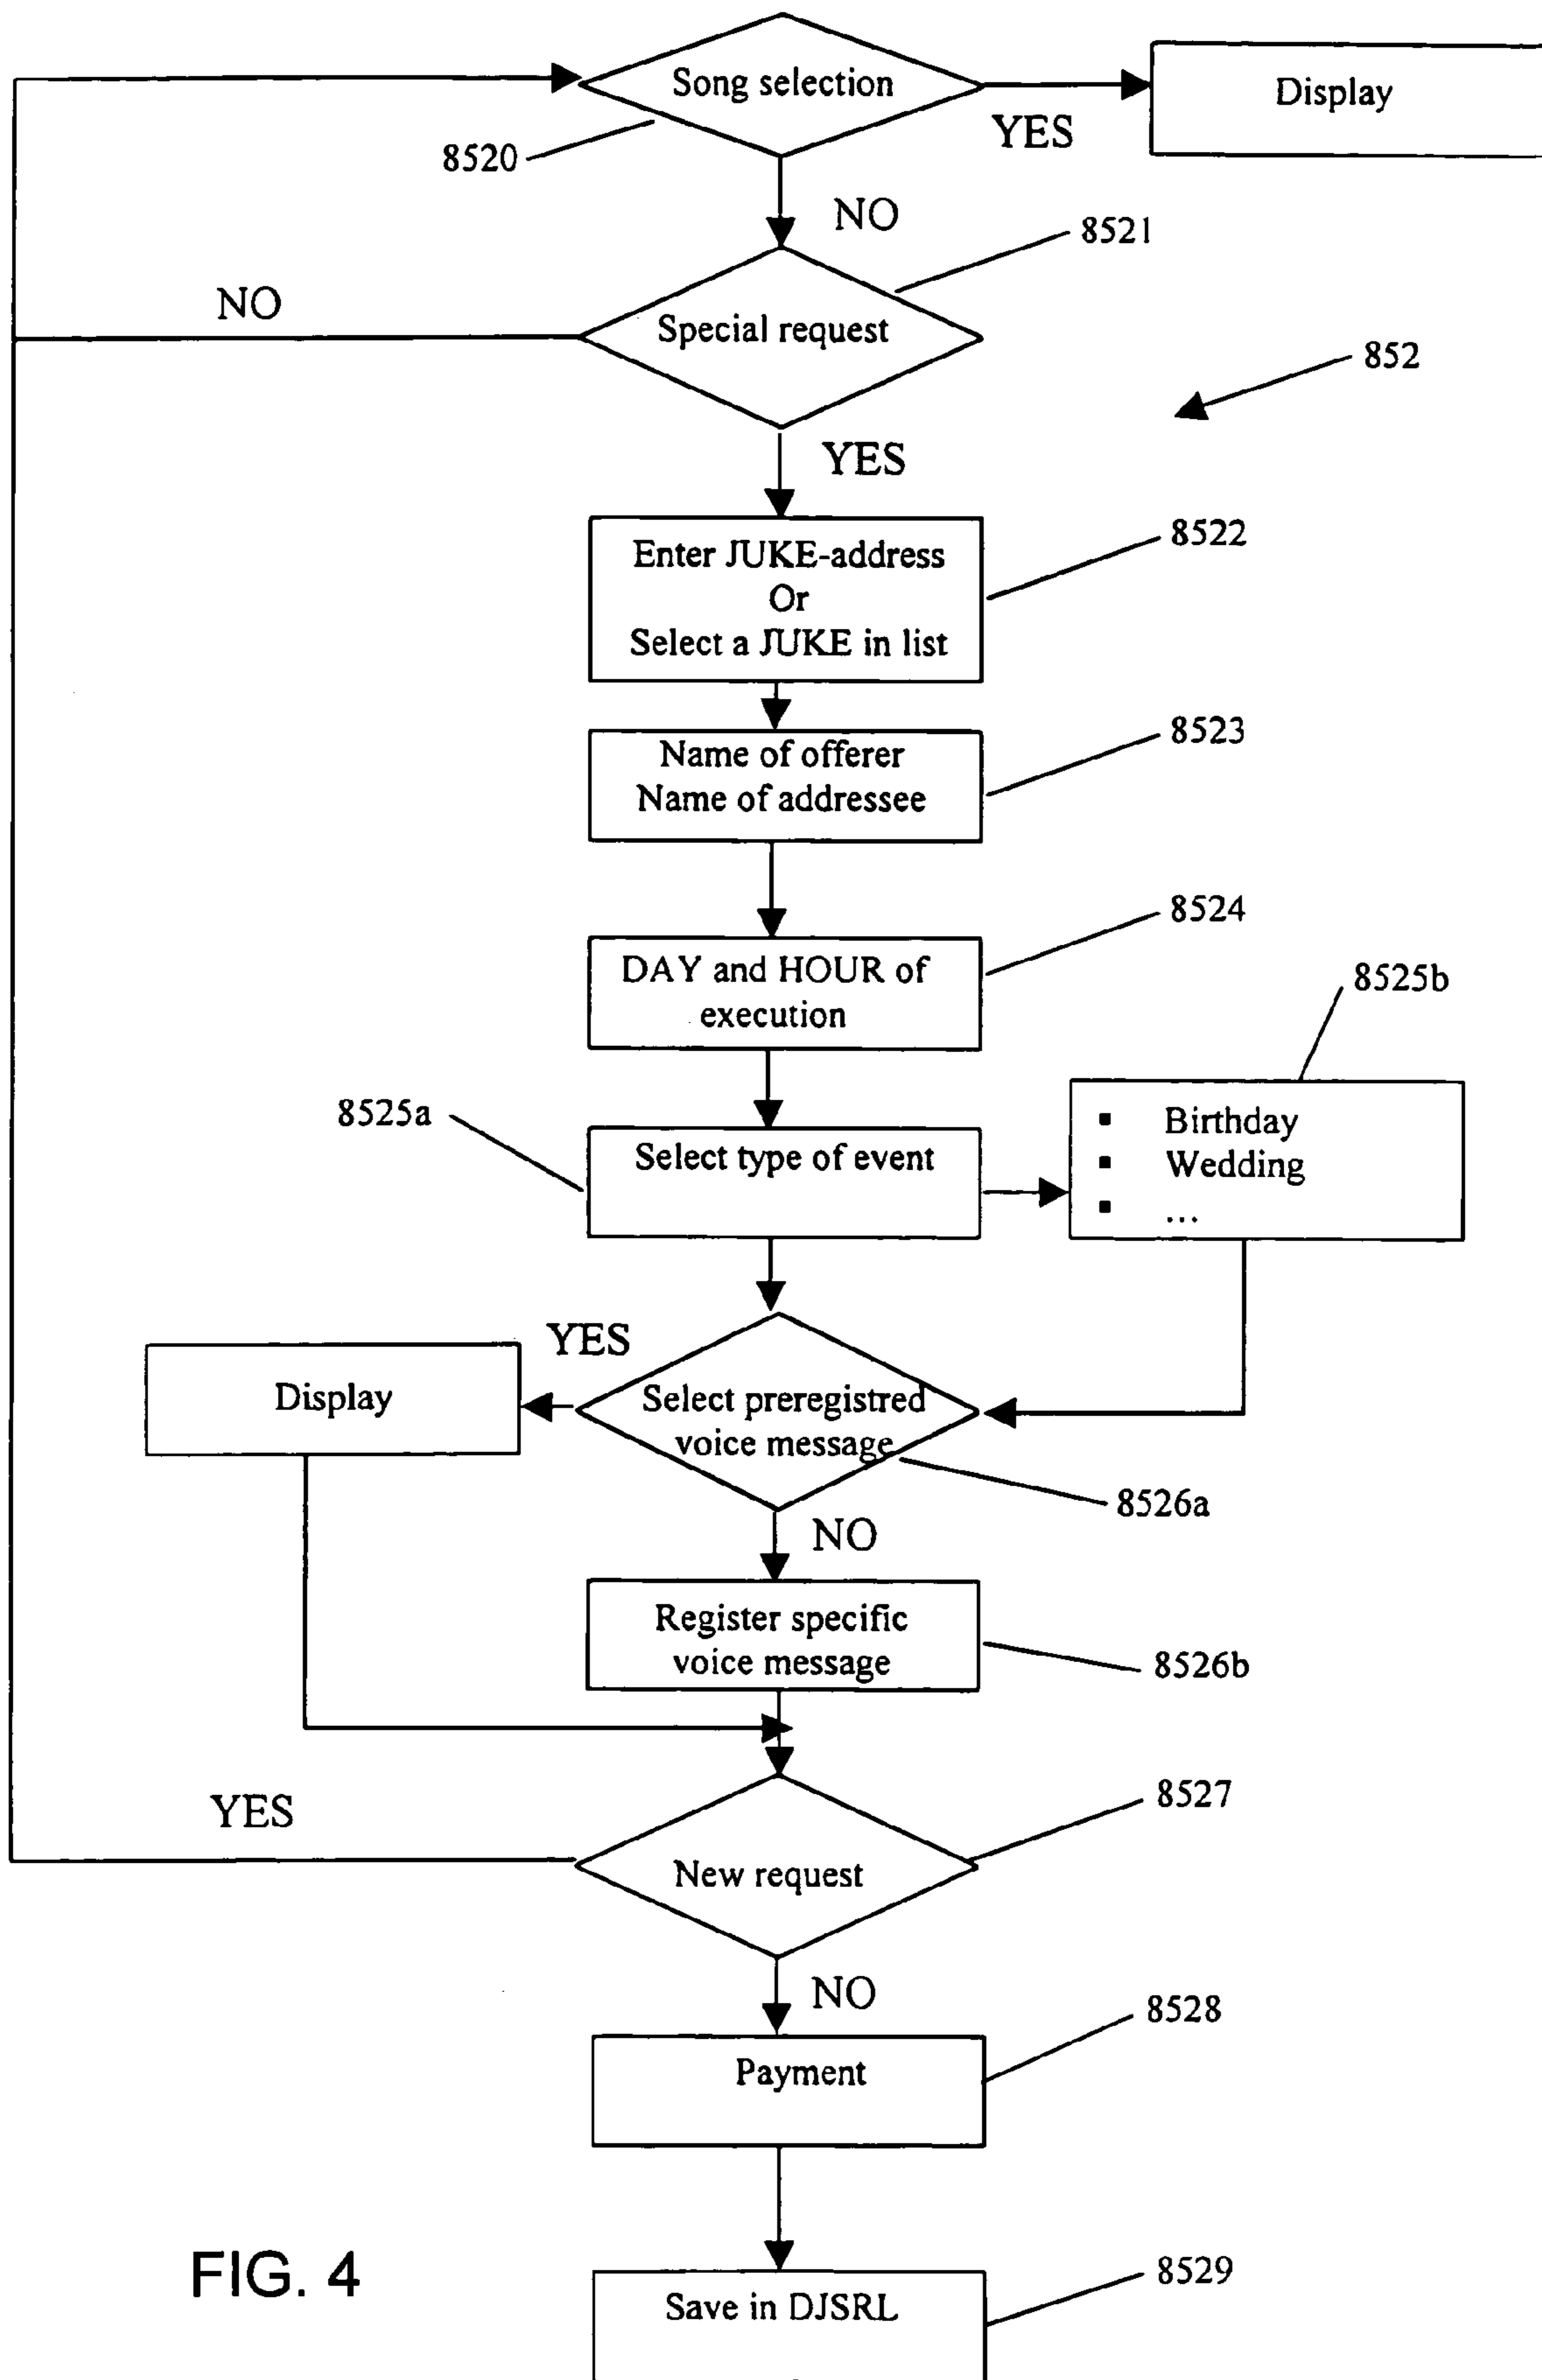 Song selection
Display
YES
8520
NO
8521
NO
Special request
852
YES
Enter JUKE-address
Or
Select a JUKE in list
8522
Name of offerer
Name of addressee
8523
DAY and HOUR of
execution
8524
8525b
8525a
Select type of event
▪ Birthday
▪ Wedding
▪ ...
YES
Display
Select preregistred
voice message
8526a
NO
Register specific
voice message
8526b
YES
8527
New request
NO
8528
Payment
FIG. 4
8529
Save in DJSRL